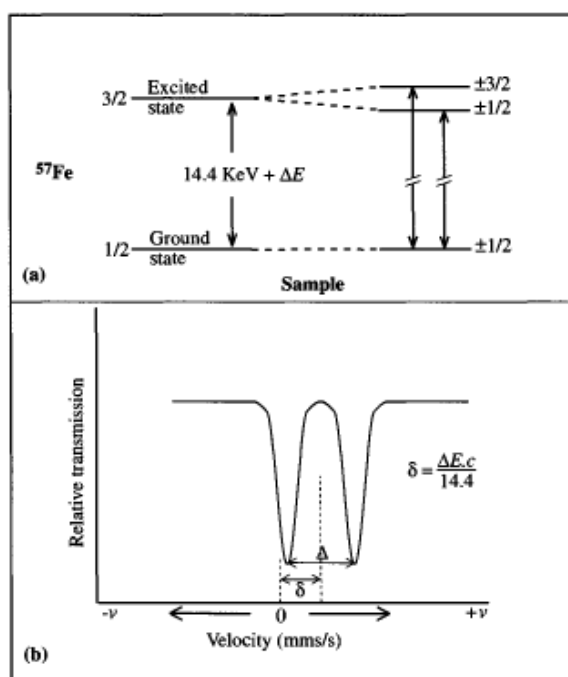 Excited
state
3/2
±3/2
±1/2
⁵⁷Fe
14.4 KeV + ΔE
Ground
state
1/2
±1/2
(a)
Sample
Relative transmission
δ = ΔE.c
14.4
Δ
δ
-v
0
+v
Velocity (mms/s)
(b)